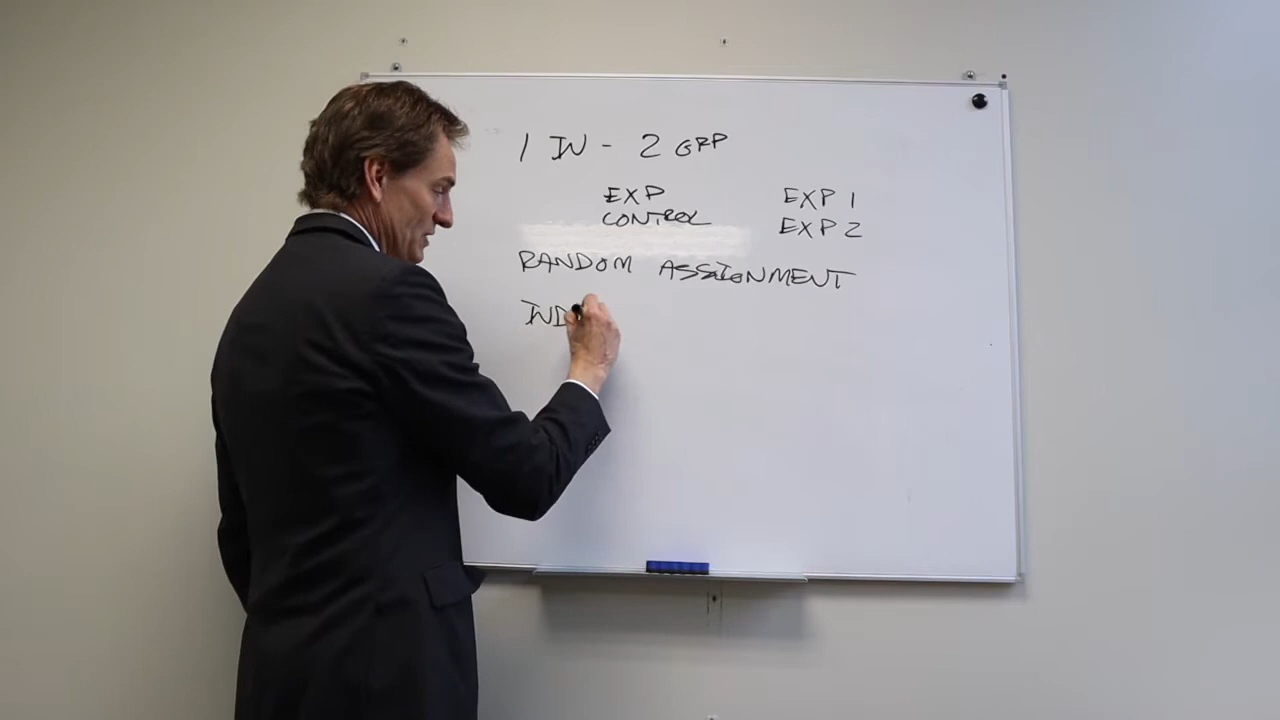 1 IV - 2 GRP
EXP EXP 1
CONTROL EXP 2
RANDOM ASSIGNMENT
IND